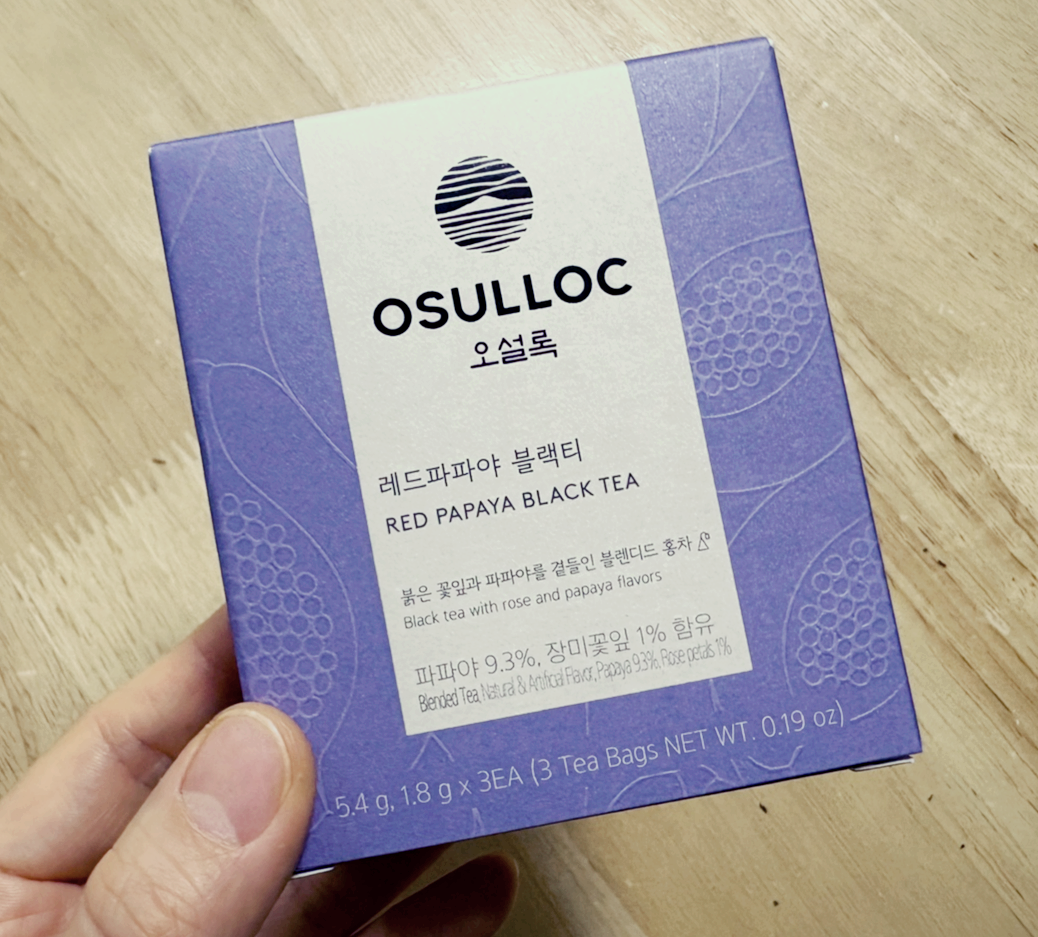 OSULLOC
오설록
레드파파야 블랙티
RED PAPAYA BLACK TEA
붉은 꽃잎과 파파야를 곁들인 블렌디드 홍차
Black tea with rose and papaya flavors
파파야 9.3%, 장미꽃잎 1% 함유
Blended Tea, Natural & Artificial Flavor, Papaya 9.3%, Rose petals 1%
5.4 g, 1.8 g x 3EA (3 Tea Bags NET WT. 0.19 oz)